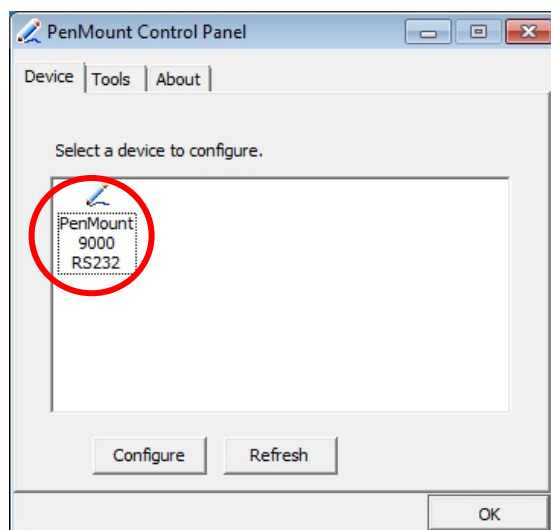 PenMount Control Panel
Device Tools About
Select a device to configure.
PenMount
9000
RS232
Configure Refresh
OK